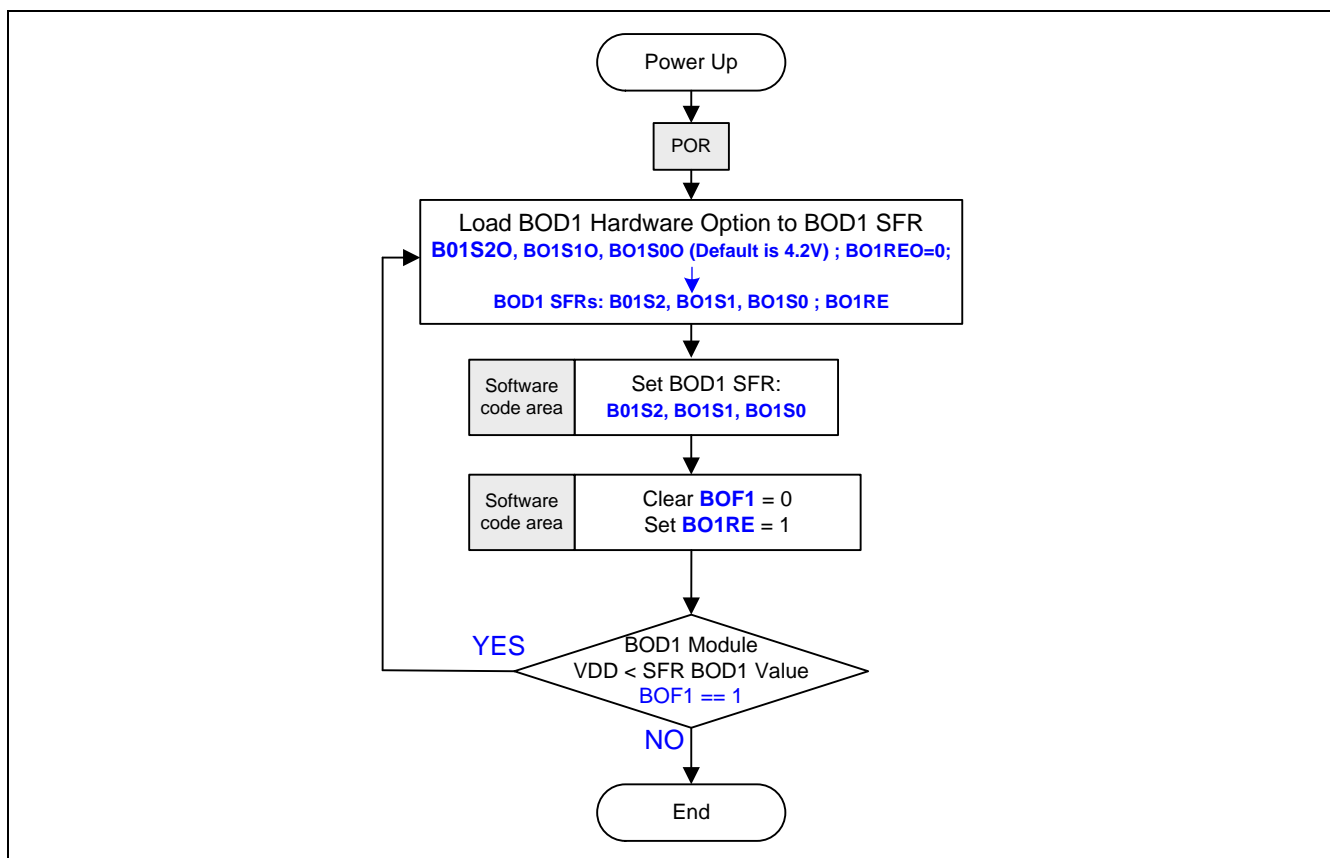 Power Up
POR
Load BOD1 Hardware Option to BOD1 SFR
B01S2O, BO1S1O, BO1S0O (Default is 4.2V) ; BO1REO=0;
BOD1 SFRs: B01S2, BO1S1, BO1S0 ; BO1RE
Software
code area
Set BOD1 SFR:
B01S2, BO1S1, BO1S0
Software
code area
Clear BOF1 = 0
Set BO1RE = 1
YES
BOD1 Module
VDD < SFR BOD1 Value
BOF1 == 1
NO
End